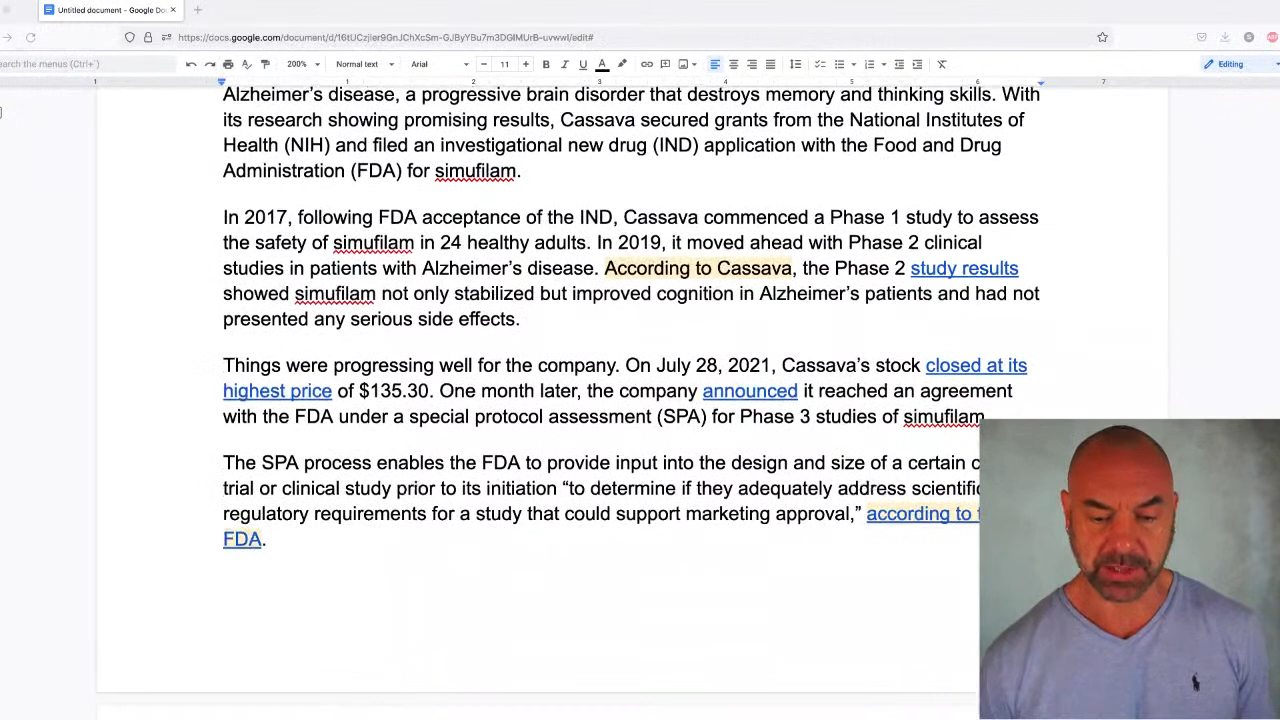 Untitled document - Google Do
https://docs.google.com/document/d/16tUCzjier9GnJChXcSm-GJByYBu7m3DGlMUrB-uvwwI/edit#
earch the menus (Ctrl+
200%
Normal text
Arial
11
Editing
1 1 2 3 4 5 6 7
Alzheimer’s disease, a progressive brain disorder that destroys memory and thinking skills. With
its research showing promising results, Cassava secured grants from the National Institutes of
Health (NIH) and filed an investigational new drug (IND) application with the Food and Drug
Administration (FDA) for simufilam.
In 2017, following FDA acceptance of the IND, Cassava commenced a Phase 1 study to assess
the safety of simufilam in 24 healthy adults. In 2019, it moved ahead with Phase 2 clinical
studies in patients with Alzheimer’s disease. According to Cassava, the Phase 2 study results
showed simufilam not only stabilized but improved cognition in Alzheimer’s patients and had not
presented any serious side effects.
Things were progressing well for the company. On July 28, 2021, Cassava’s stock closed at its
highest price of $135.30. One month later, the company announced it reached an agreement
with the FDA under a special protocol assessment (SPA) for Phase 3 studies of simufilam
The SPA process enables the FDA to provide input into the design and size of a certain
trial or clinical study prior to its initiation “to determine if they adequately address scientific
regulatory requirements for a study that could support marketing approval,” according to
FDA.